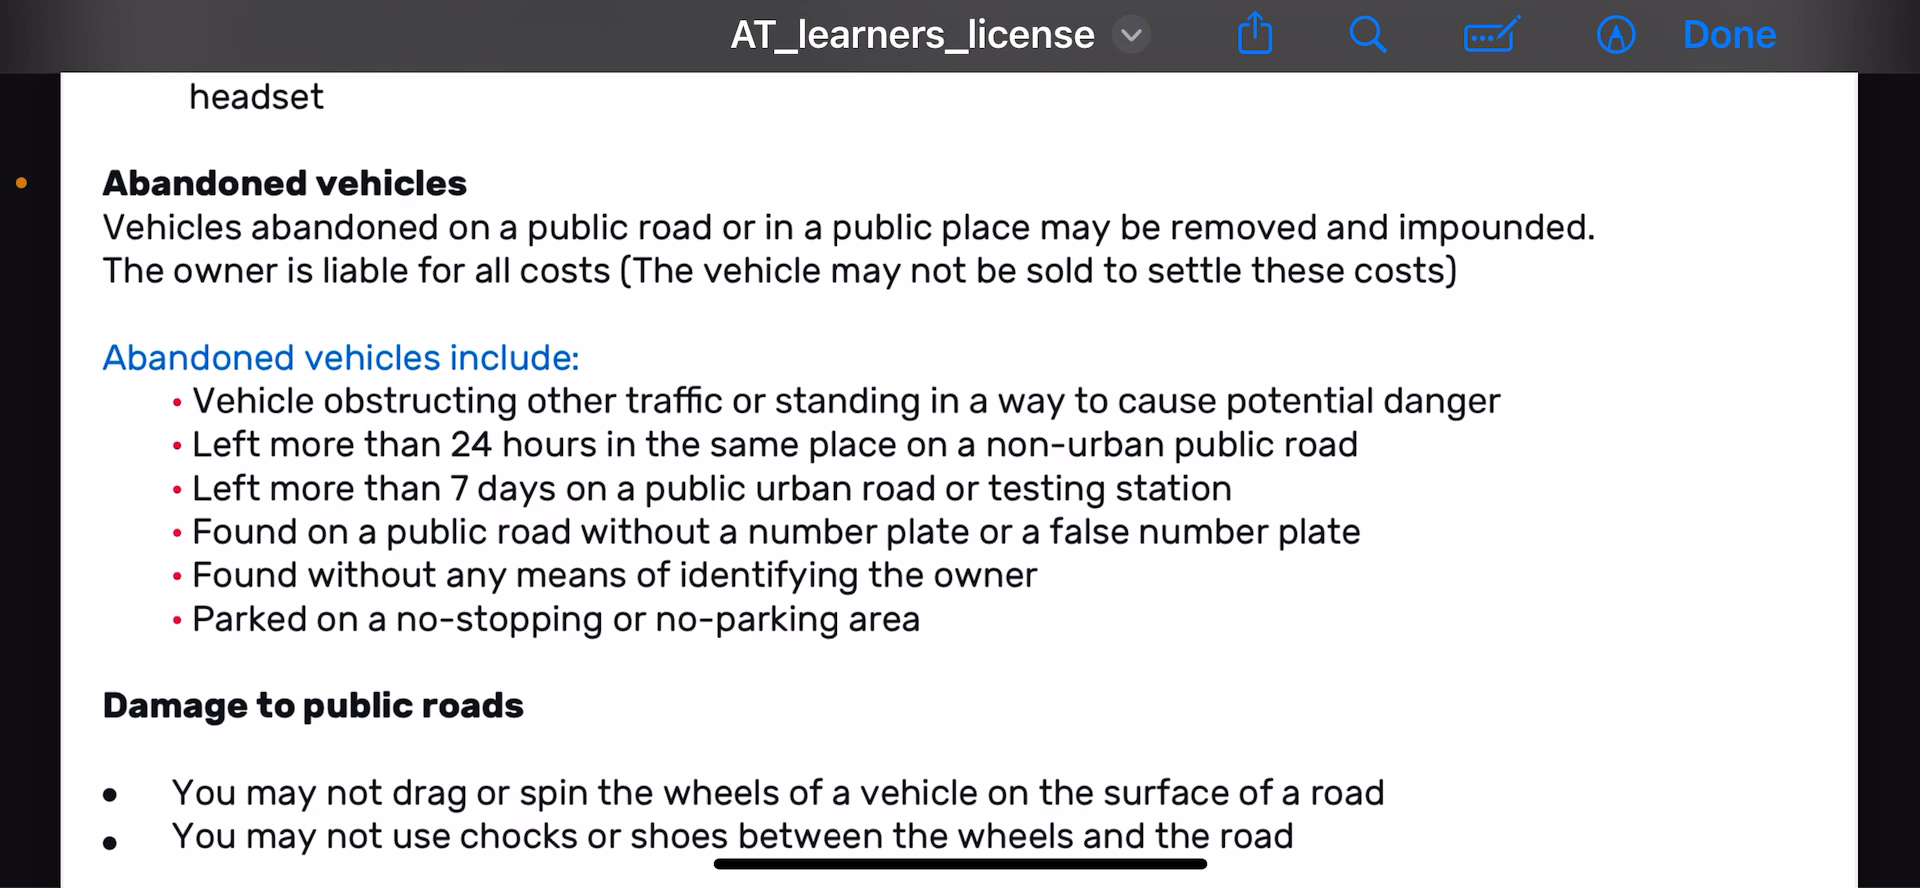 AT_learners_license
Done
headset
Abandoned vehicles
Vehicles abandoned on a public road or in a public place may be removed and impounded.
The owner is liable for all costs (The vehicle may not be sold to settle these costs)
Abandoned vehicles include:
• Vehicle obstructing other traffic or standing in a way to cause potential danger
• Left more than 24 hours in the same place on a non-urban public road
• Left more than 7 days on a public urban road or testing station
• Found on a public road without a number plate or a false number plate
• Found without any means of identifying the owner
• Parked on a no-stopping or no-parking area
Damage to public roads
• You may not drag or spin the wheels of a vehicle on the surface of a road
• You may not use chocks or shoes between the wheels and the road